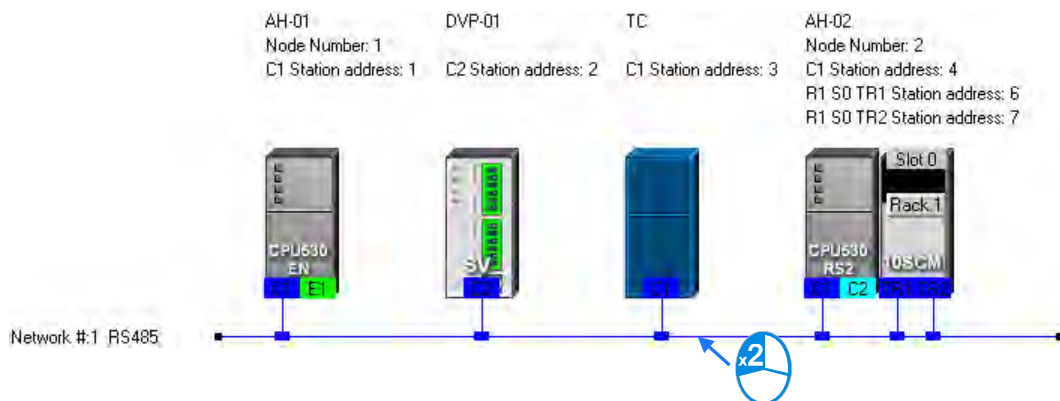 AH-01
Node Number: 1
C1 Station address: 1
DVP-01
C2 Station address: 2
TC
C1 Station address: 3
AH-02
Node Number: 2
C1 Station address: 4
R1 S0 TR1 Station address: 6
R1 S0 TR2 Station address: 7
CPU530
EN
C1 E1
SV
C2
C1
CPU530
RS2
C1 C2
Slot 0
Rack 1
10SCM
TR1 TR2
Network #:1 RS485
x2